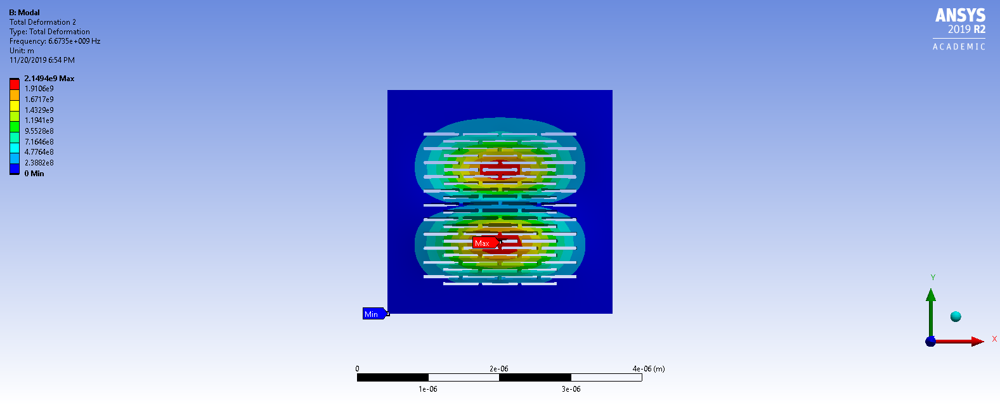 B: Modal
Total Deformation 2
Type: Total Deformation
Frequency: 6.6735e+009 Hz
Unit: m
11/20/2019 6:54 PM
2.1494e9 Max
1.9106e9
1.6717e9
1.4329e9
1.1941e9
9.5528e8
7.1646e8
4.7764e8
2.3882e8
0 Min
ANSYS
2019 R2
ACADEMIC
Max
Min
Y
X
0
2e-06
4e-06 (m)
1e-06
3e-06